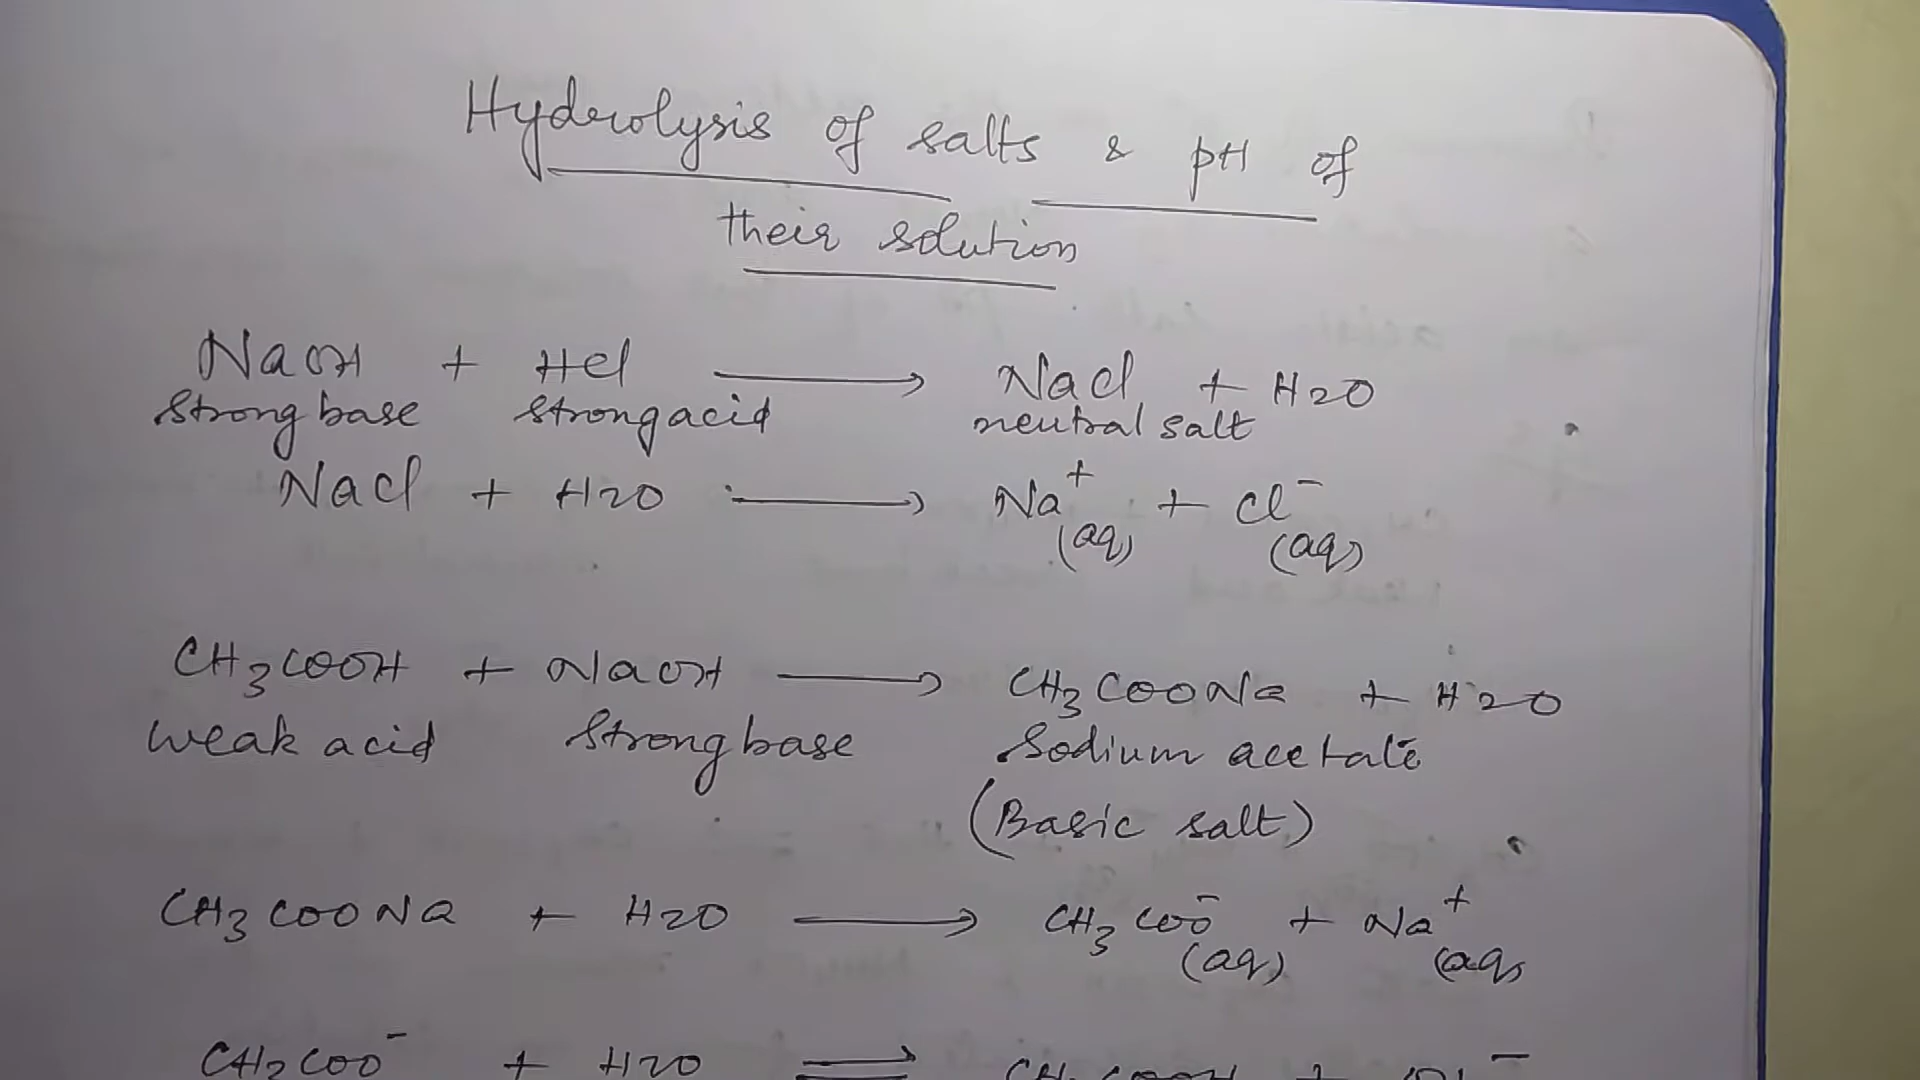 Hydrolysis of salts & pH of
their solution
NaOH + HCl → NaCl + H2O
Strong base strong acid neutral salt
NaCl + H2O → Na+(aq) + Cl-(aq)
CH3COOH + NaOH → CH3COONa + H2O
weak acid Strong base Sodium acetate
(Basic salt)
CH3COONa + H2O → CH3COO-(aq) + Na+(aq)
CH3COO- + H2O ⇌ CH3COOH + OH-